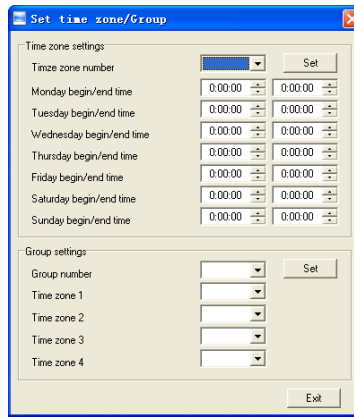 Set time zone/Group
Time zone settings
Timze zone number Set
Monday begin/end time 0:00:00 0:00:00
Tuesday begin/end time 0:00:00 0:00:00
Wednesday begin/end time 0:00:00 0:00:00
Thursday begin/end time 0:00:00 0:00:00
Friday begin/end time 0:00:00 0:00:00
Saturday begin/end time 0:00:00 0:00:00
Sunday begin/end time 0:00:00 0:00:00
Group settings
Group number Set
Time zone 1
Time zone 2
Time zone 3
Time zone 4
Exit